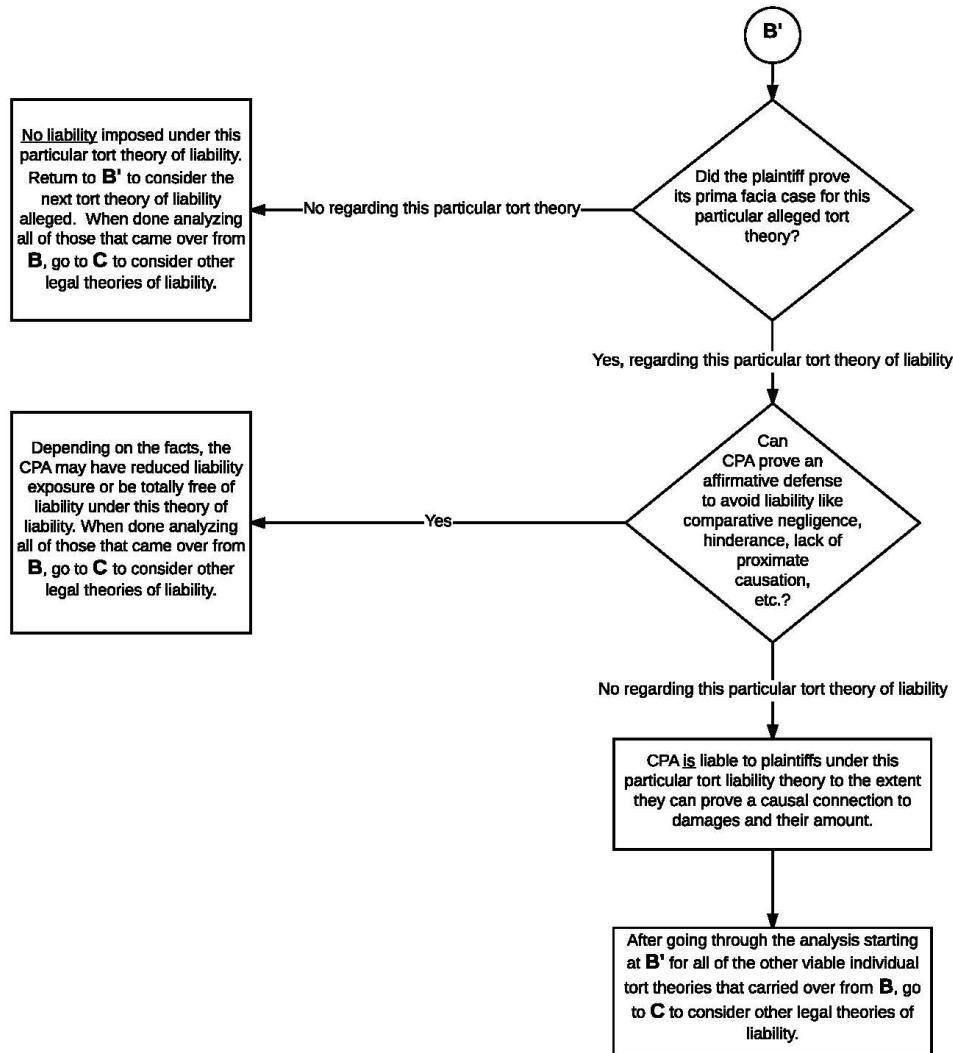 B'
Did the plaintiff prove
its prima facia case for this
particular alleged tort
theory?
No regarding this particular tort theory
No liability imposed under this
particular tort theory of liability.
Return to B' to consider the
next tort theory of liability
alleged. When done analyzing
all of those that came over from
B, go to C to consider other
legal theories of liability.
Yes, regarding this particular tort theory of liability
Can
CPA prove an
affirmative defense
to avoid liability like
comparative negligence,
hinderance, lack of
proximate
causation,
etc.?
Yes
Depending on the facts, the
CPA may have reduced liability
exposure or be totally free of
liability under this theory of
liability. When done analyzing
all of those that came over from
B, go to C to consider other
legal theories of liability.
No regarding this particular tort theory of liability
CPA is liable to plaintiffs under this
particular tort liability theory to the extent
they can prove a causal connection to
damages and their amount.
After going through the analysis starting
at B' for all of the other viable individual
tort theories that carried over from B, go
to C to consider other legal theories of
liability.